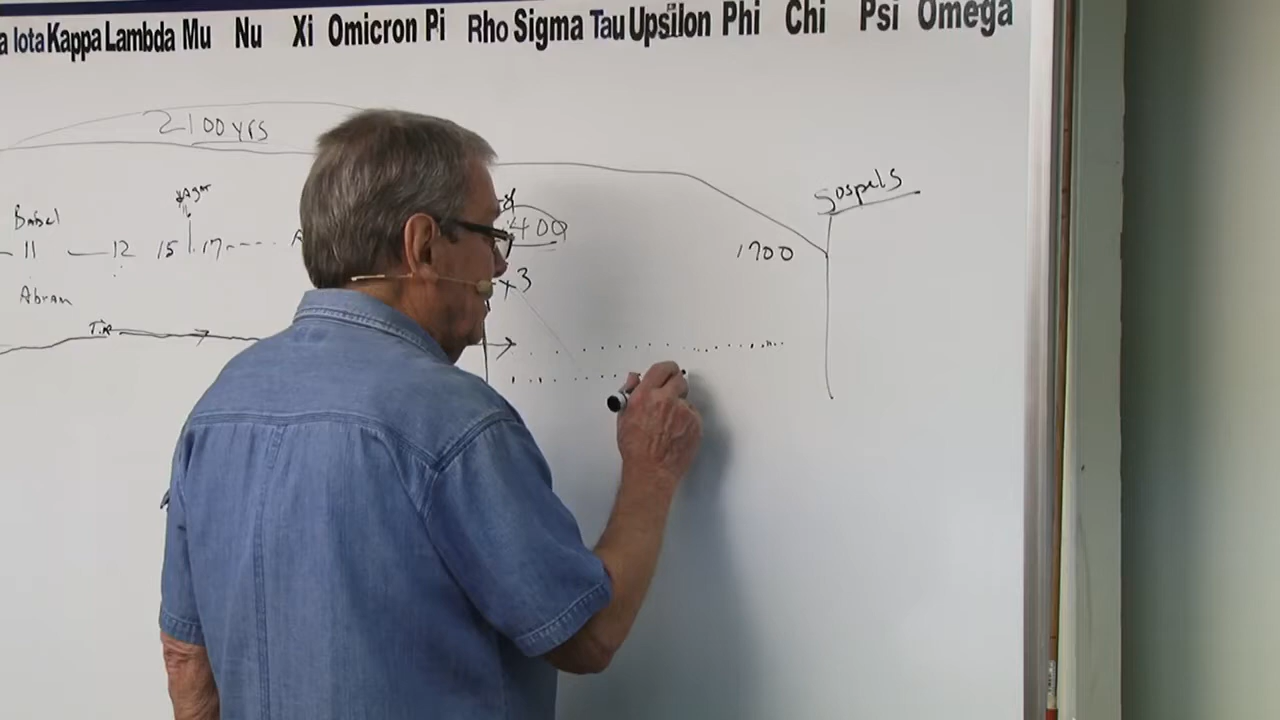 Iota Kappa Lambda Mu Nu Xi Omicron Pi Rho Sigma Tau Upsilon Phi Chi Psi Omega
2100 yrs
Gospels
Babel
400
11 12 15 17 1700
x3
Abram